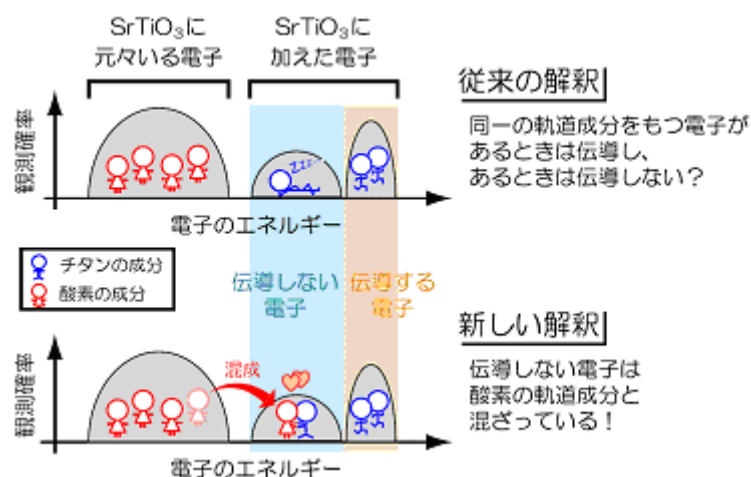 SrTiO₃に
元々いる電子
SrTiO₃に
加えた電子
従来の解釈
同一の軌道成分をもつ電子が
あるときは伝導し、
あるときは伝導しない？
観測確率
zzz...
電子のエネルギー
チタンの成分
酸素の成分
伝導しない
電子
伝導する
電子
新しい解釈
伝導しない電子は
酸素の軌道成分と
混ざっている！
混成
観測確率
電子のエネルギー